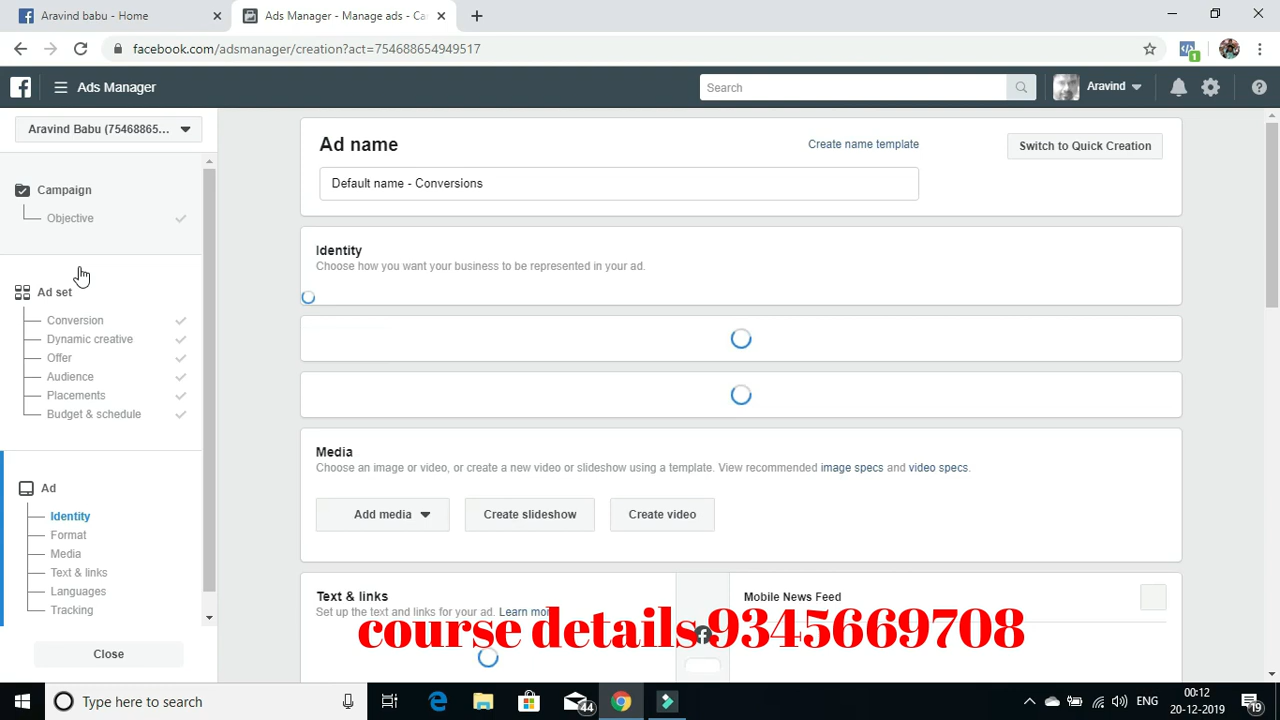 Aravind babu - Home
Ads Manager - Manage ads - Ca
facebook.com/adsmanager/creation?act=754688654949517
1
Ads Manager
Search
Aravind
Aravind Babu (75468865...
Campaign
Objective
Ad set
Conversion
Dynamic creative
Offer
Audience
Placements
Budget & schedule
Ad
Identity
Format
Media
Text & links
Languages
Tracking
Close
Ad name
Create name template
Switch to Quick Creation
Default name - Conversions
Identity
Choose how you want your business to be represented in your ad.
Media
Choose an image or video, or create a new video or slideshow using a template. View recommended image specs and video specs.
Add media
Create slideshow
Create video
Text & links
Set up the text and links for your ad. Learn mor
Mobile News Feed
course details 9345669708
Type here to search
44
ENG
00:12
20-12-2019
19